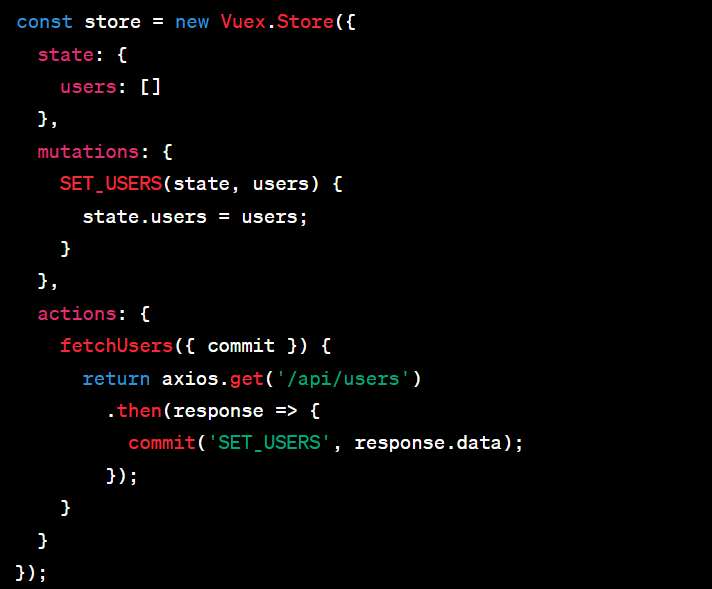 const store = new Vuex.Store({
  state: {
    users: []
  },
  mutations: {
    SET_USERS(state, users) {
      state.users = users;
    }
  },
  actions: {
    fetchUsers({ commit }) {
      return axios.get('/api/users')
        .then(response => {
          commit('SET_USERS', response.data);
        });
    }
  }
});